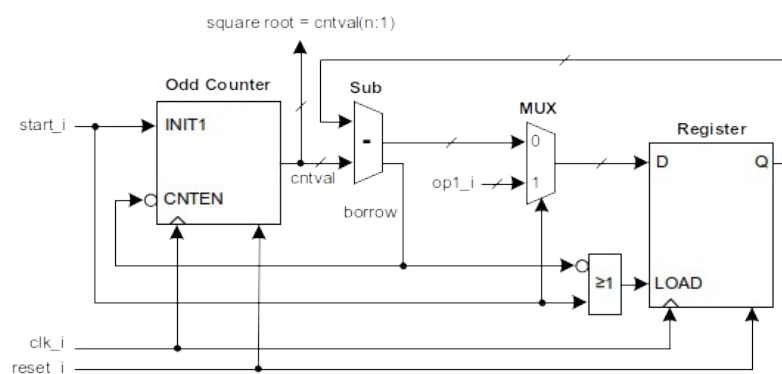 square root = cntval(n:1)
Odd Counter
Sub
MUX
Register
start_i
INIT1
-
0
D
Q
cntval
op1_i
1
CNTEN
borrow
≥1
LOAD
clk_i
reset_i